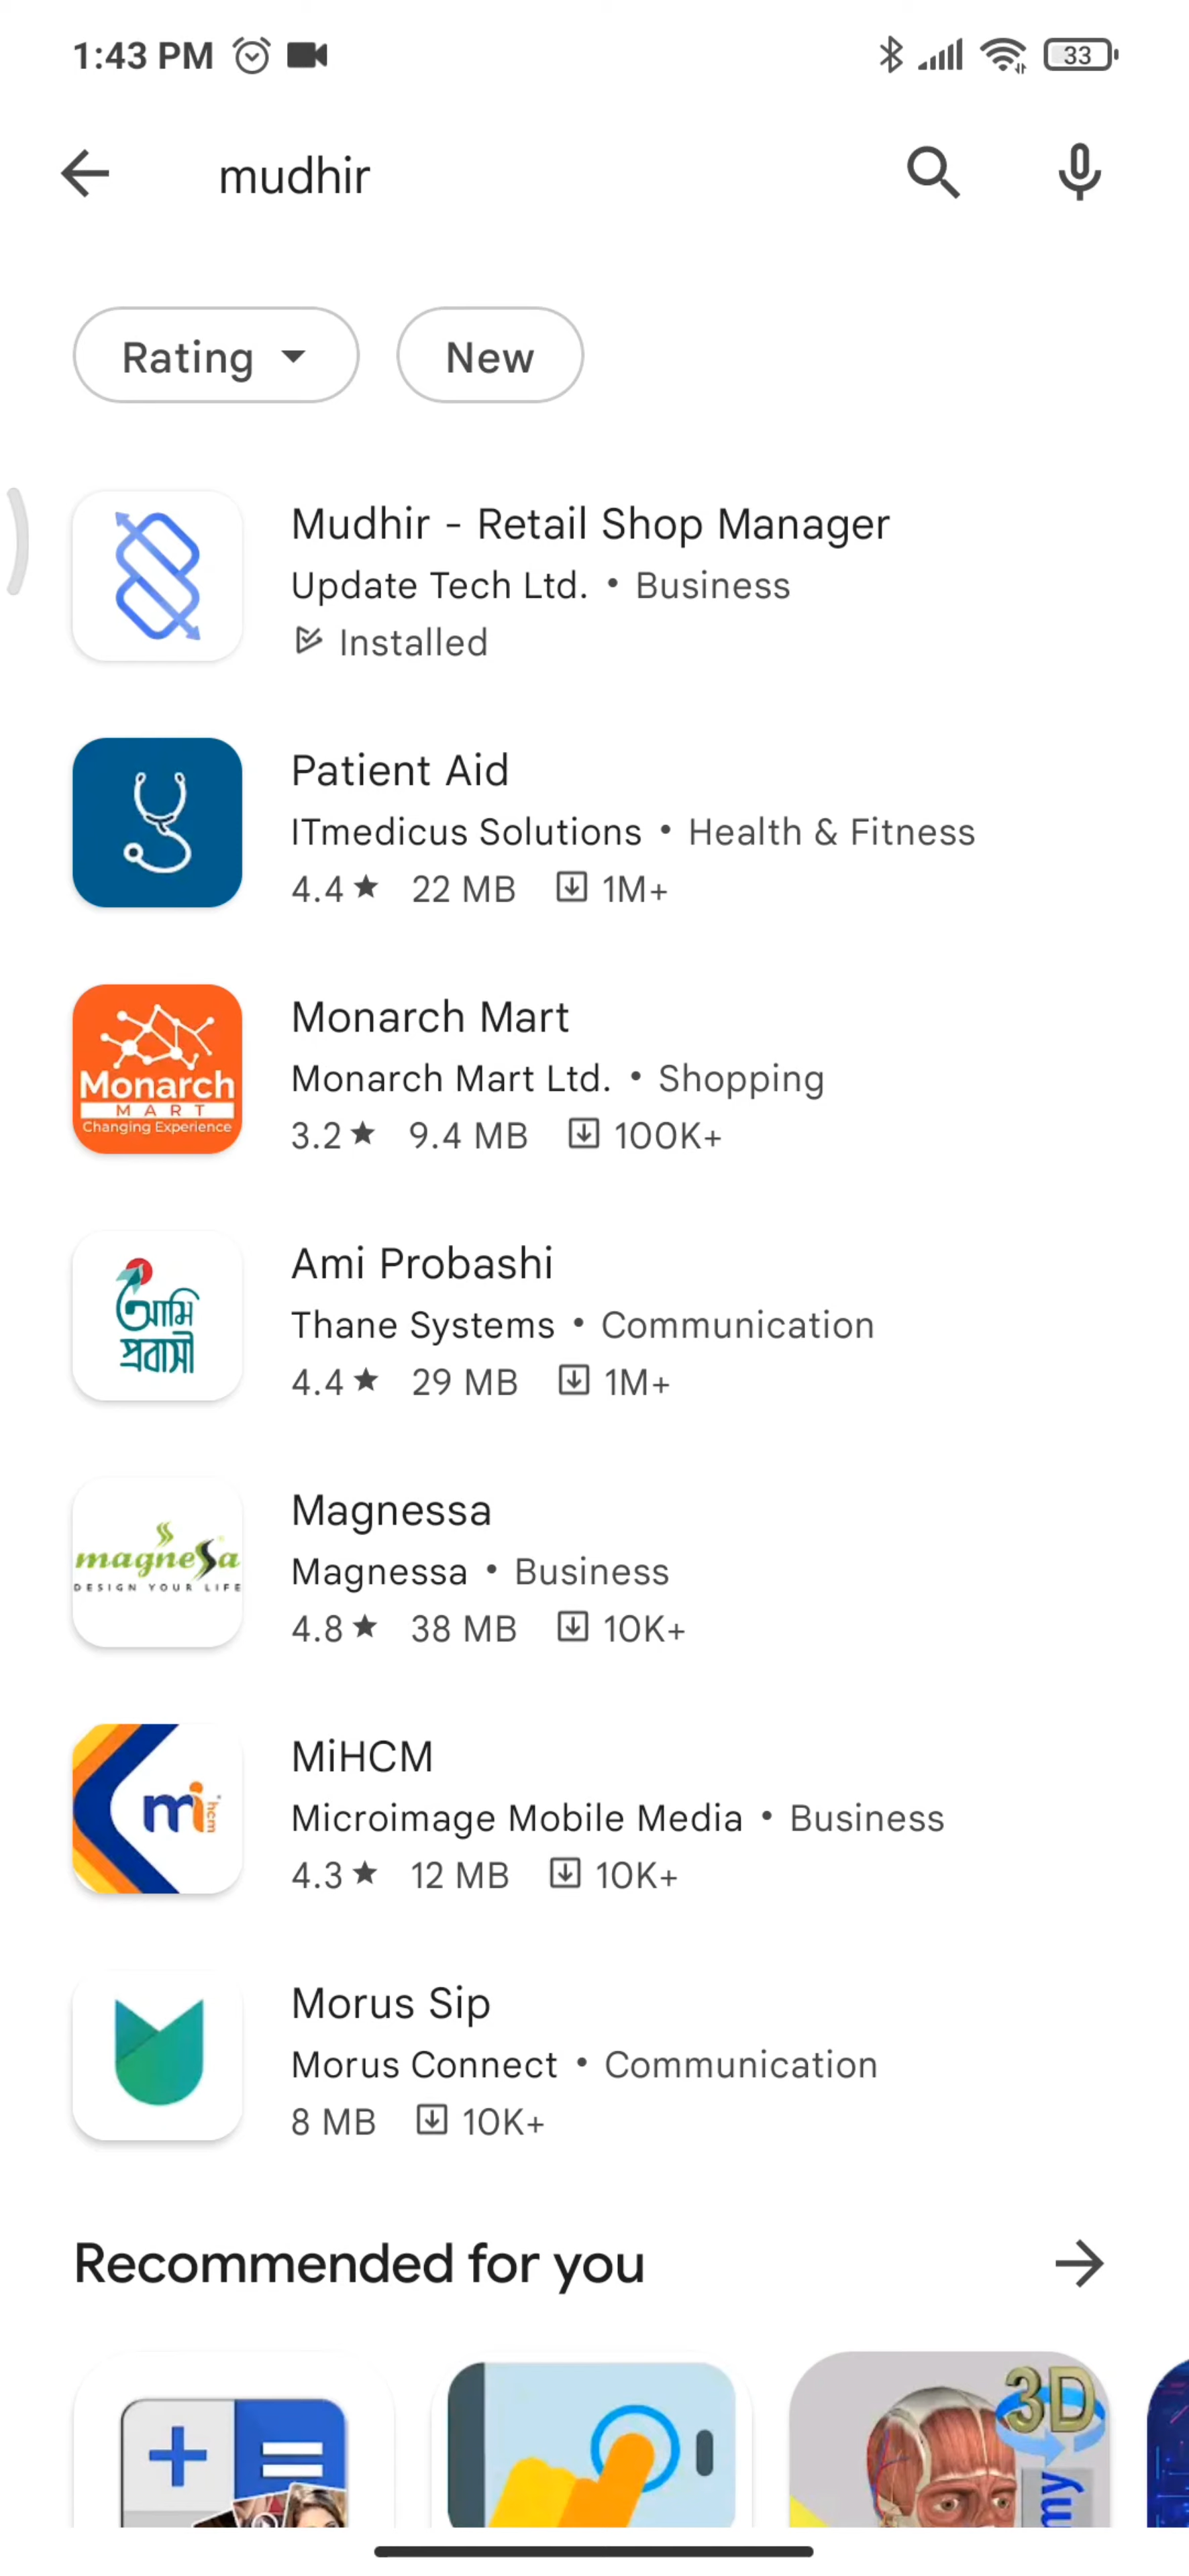 1:43 PM 33
mudhir
Rating New
Mudhir - Retail Shop Manager
Update Tech Ltd. • Business
Installed
Patient Aid
ITmedicus Solutions • Health & Fitness
4.4★ 22 MB 1M+
Monarch
MART
Changing Experience
Monarch Mart
Monarch Mart Ltd. • Shopping
3.2★ 9.4 MB 100K+
আমি
প্রবাসী
Ami Probashi
Thane Systems • Communication
4.4★ 29 MB 1M+
magnessa
DESIGN YOUR LIFE
Magnessa
Magnessa • Business
4.8★ 38 MB 10K+
mi hcm
MiHCM
Microimage Mobile Media • Business
4.3★ 12 MB 10K+
Morus Sip
Morus Connect • Communication
8 MB 10K+
Recommended for you
+ =
3D